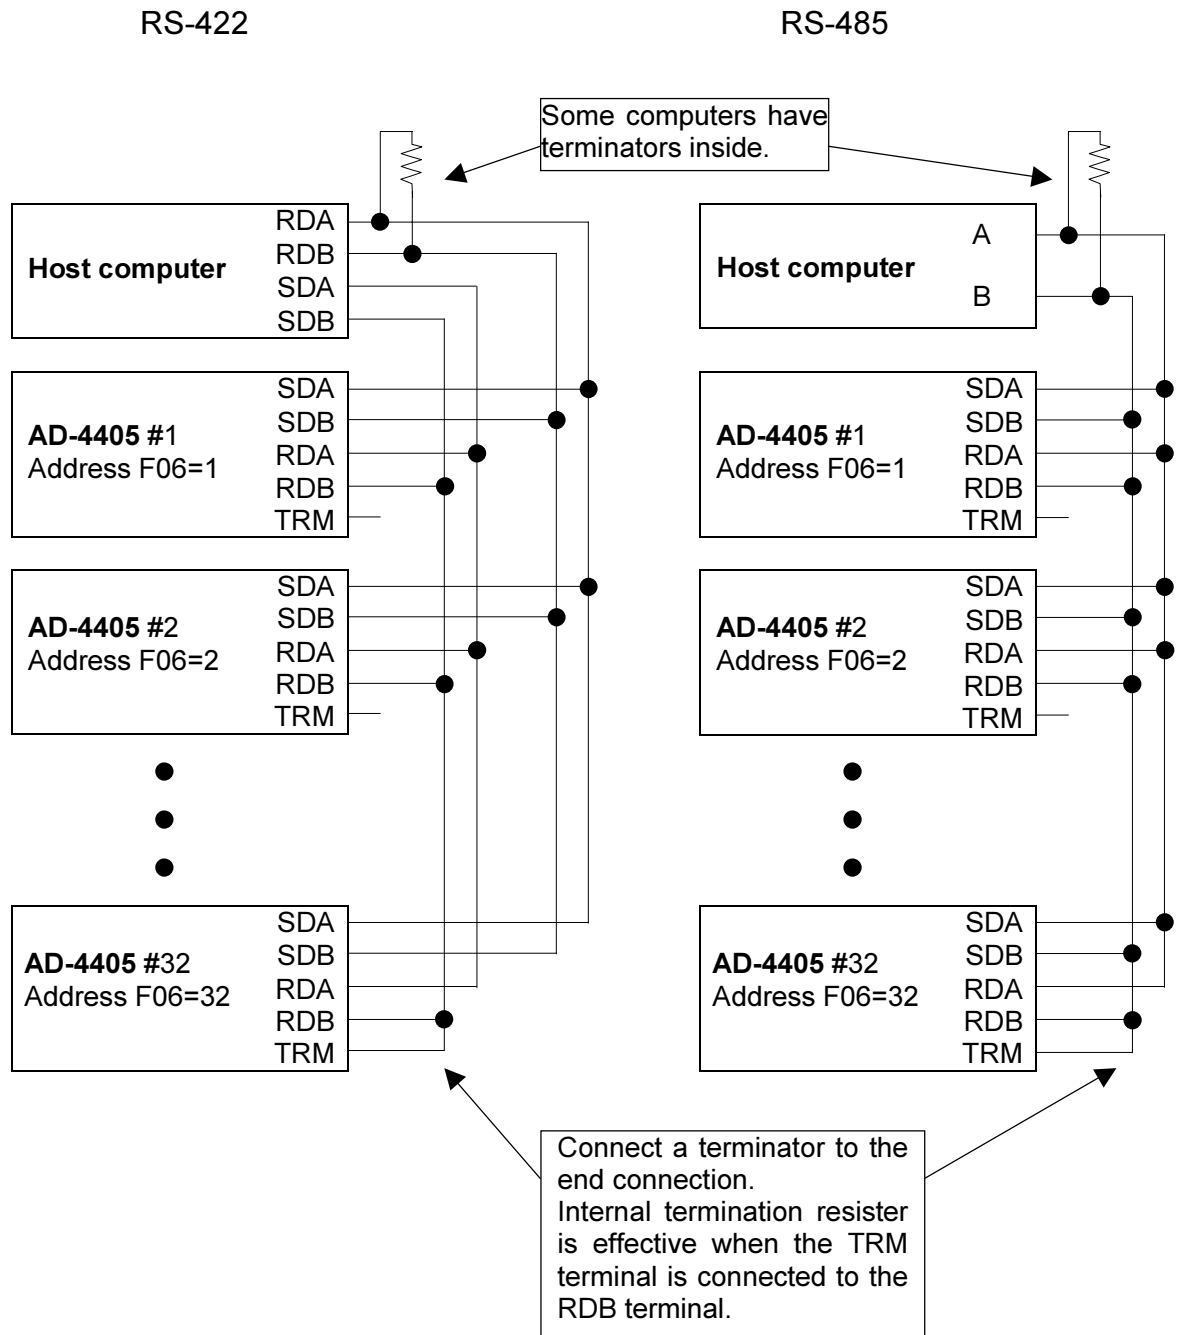 RS-422
RS-485
Some computers have
terminators inside.
Host computer
RDA
RDB
SDA
SDB
Host computer
A
B
AD-4405 #1
Address F06=1
SDA
SDB
RDA
RDB
TRM
AD-4405 #1
Address F06=1
SDA
SDB
RDA
RDB
TRM
AD-4405 #2
Address F06=2
SDA
SDB
RDA
RDB
TRM
AD-4405 #2
Address F06=2
SDA
SDB
RDA
RDB
TRM
AD-4405 #32
Address F06=32
SDA
SDB
RDA
RDB
TRM
AD-4405 #32
Address F06=32
SDA
SDB
RDA
RDB
TRM
Connect a terminator to the
end connection.
Internal termination resister
is effective when the TRM
terminal is connected to the
RDB terminal.